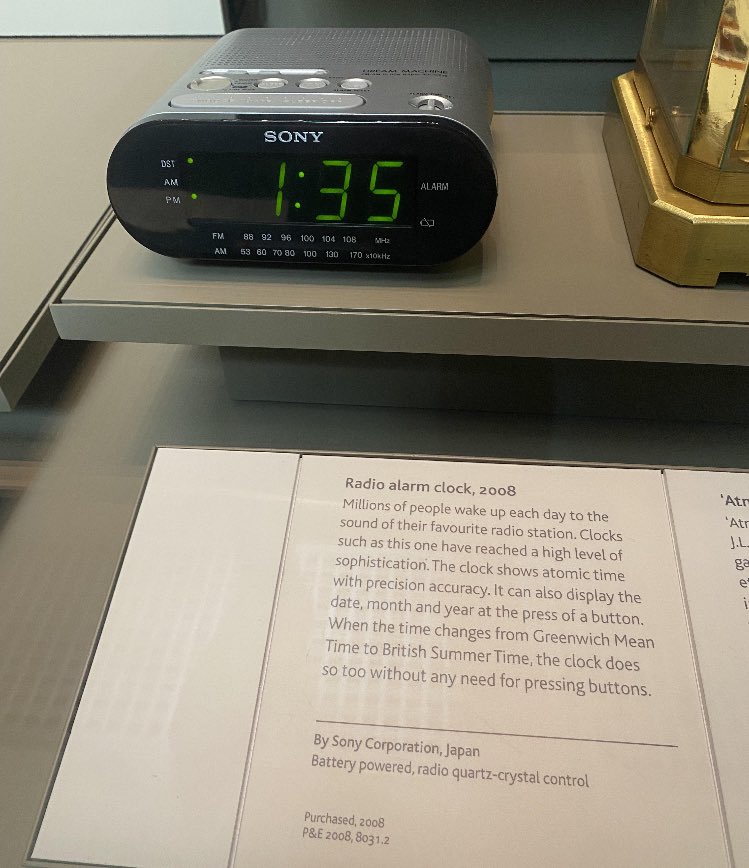 DREAM MACHINE
SONY
DST
1:35
AM
PM
ALARM
FM 88 92 96 100 104 108 MHz
AM 53 60 70 80 100 130 170 x10kHz
Radio alarm clock, 2008
Millions of people wake up each day to the
sound of their favourite radio station. Clocks
such as this one have reached a high level of
sophistication. The clock shows atomic time
with precision accuracy. It can also display the
date, month and year at the press of a button.
When the time changes from Greenwich Mean
Time to British Summer Time, the clock does
so too without any need for pressing buttons.
By Sony Corporation, Japan
Battery powered, radio quartz-crystal control
Purchased, 2008
P&E 2008, 8031.2
J.L.